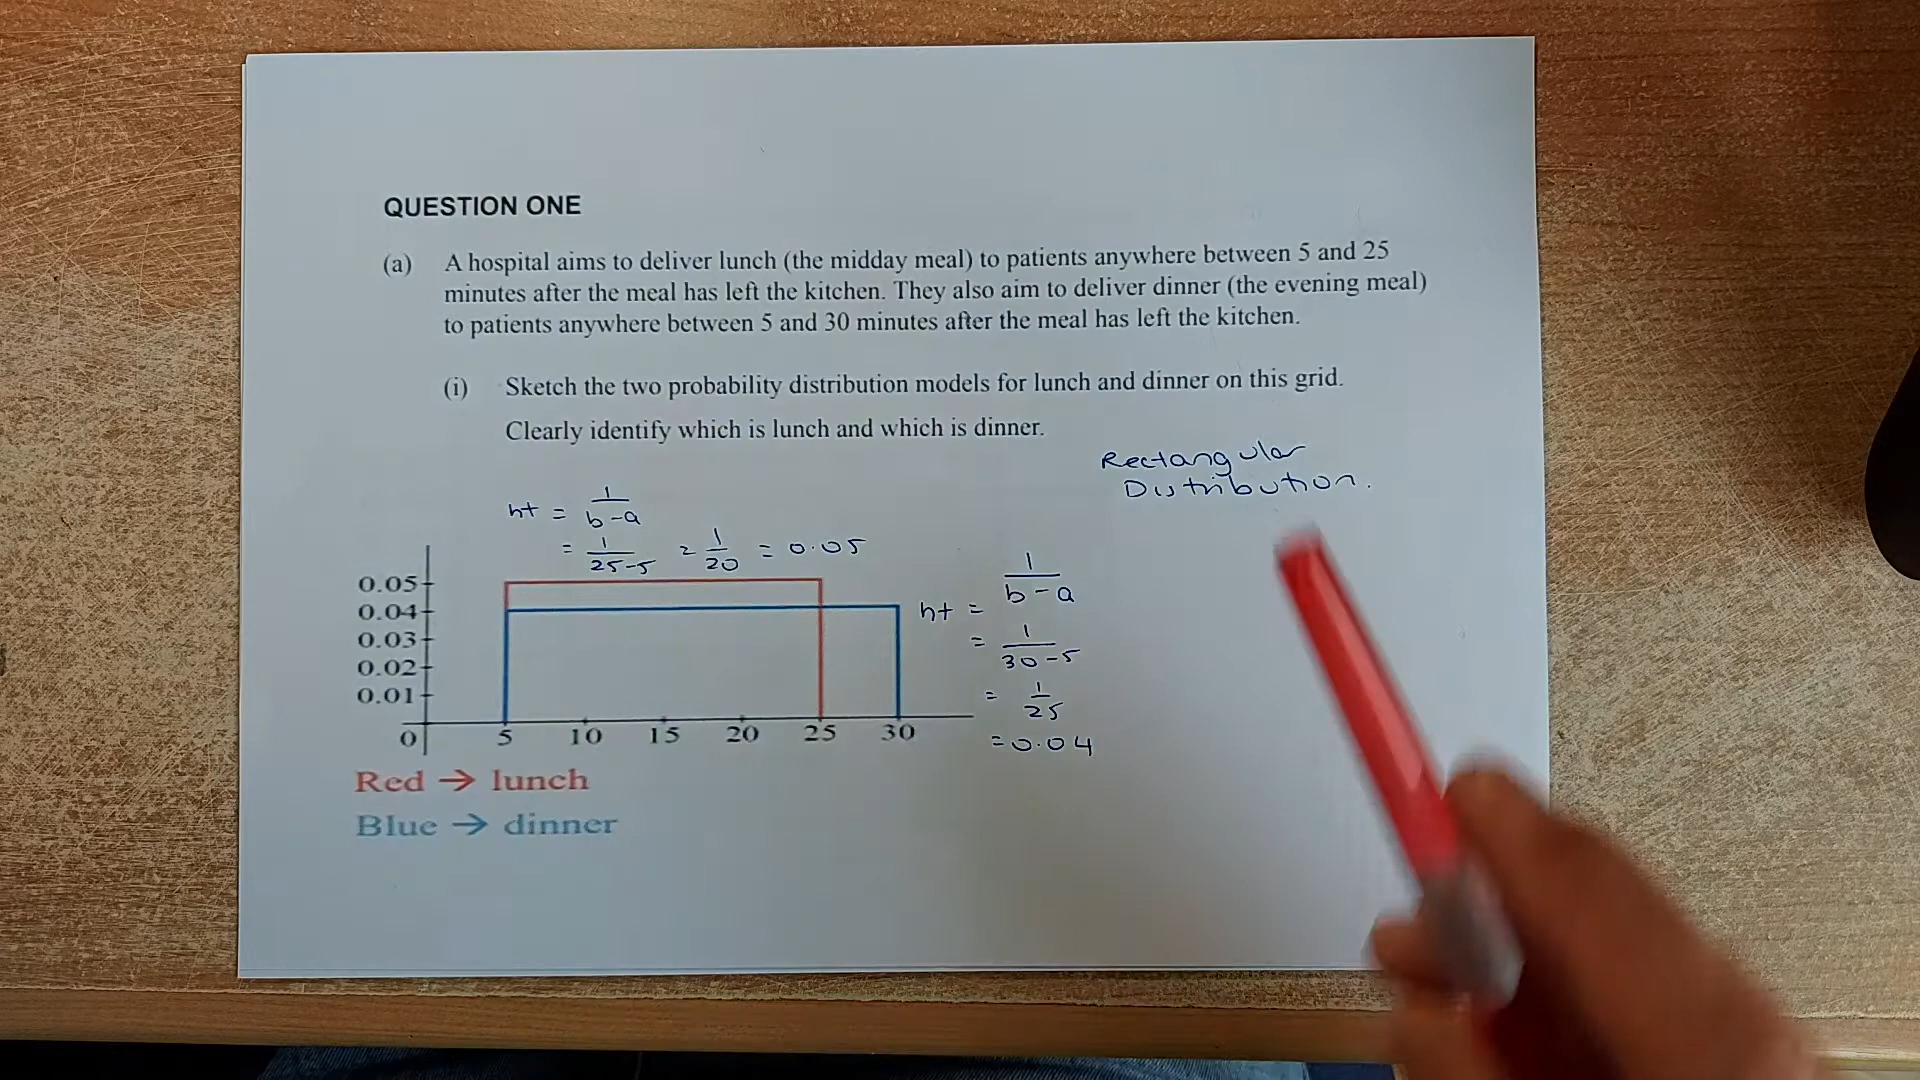 QUESTION ONE
(a) A hospital aims to deliver lunch (the midday meal) to patients anywhere between 5 and 25
minutes after the meal has left the kitchen. They also aim to deliver dinner (the evening meal)
to patients anywhere between 5 and 30 minutes after the meal has left the kitchen.
(i) Sketch the two probability distribution models for lunch and dinner on this grid.
Clearly identify which is lunch and which is dinner.
Rectangular
Distribution.
ht = 1/b-a
= 1/25-5 = 1/20 = 0.05
ht = 1/b-a
= 1/30-5
= 1/25
= 0.04
0.05
0.04
0.03
0.02
0.01
0 5 10 15 20 25 30
Red → lunch
Blue → dinner